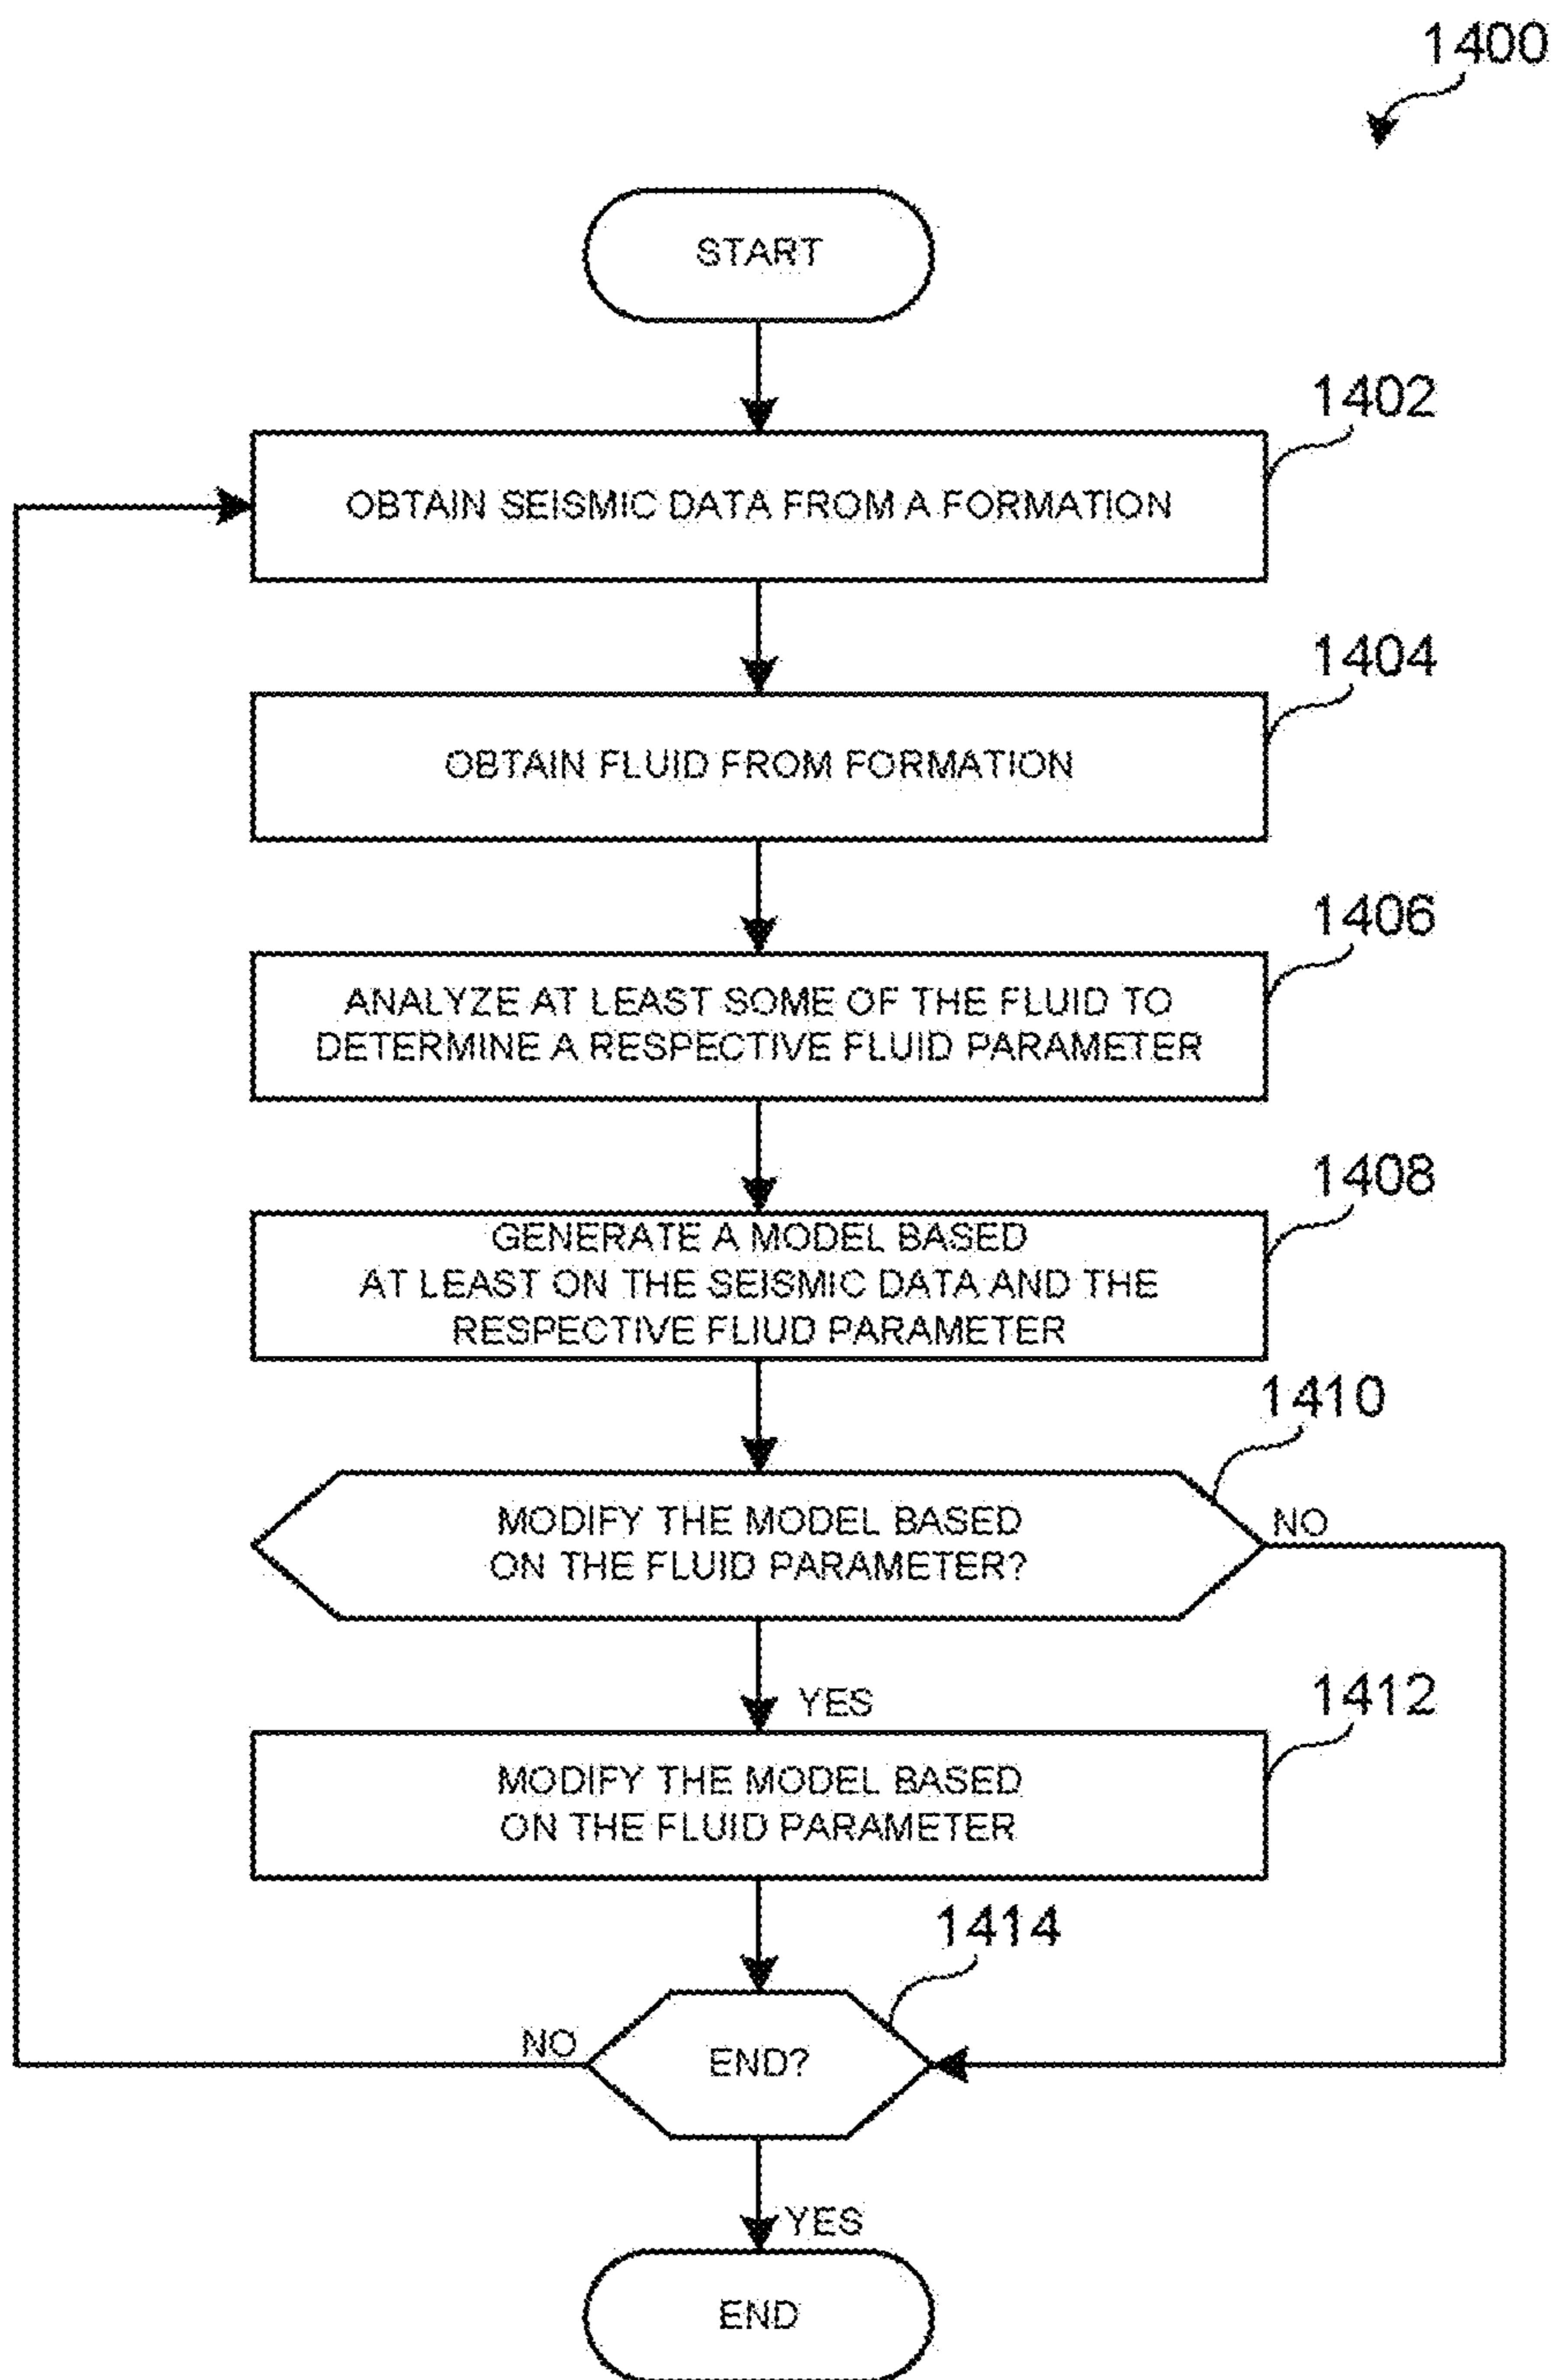 1400
START
1402
OBTAIN SEISMIC DATA FROM A FORMATION
1404
OBTAIN FLUID FROM FORMATION
1406
ANALYZE AT LEAST SOME OF THE FLUID TO
DETERMINE A RESPECTIVE FLUID PARAMETER
1408
GENERATE A MODEL BASED
AT LEAST ON THE SEISMIC DATA AND THE
RESPECTIVE FLIUD PARAMETER
1410
MODIFY THE MODEL BASED
ON THE FLUID PARAMETER?
NO
YES
1412
MODIFY THE MODEL BASED
ON THE FLUID PARAMETER
1414
NO
END?
YES
END